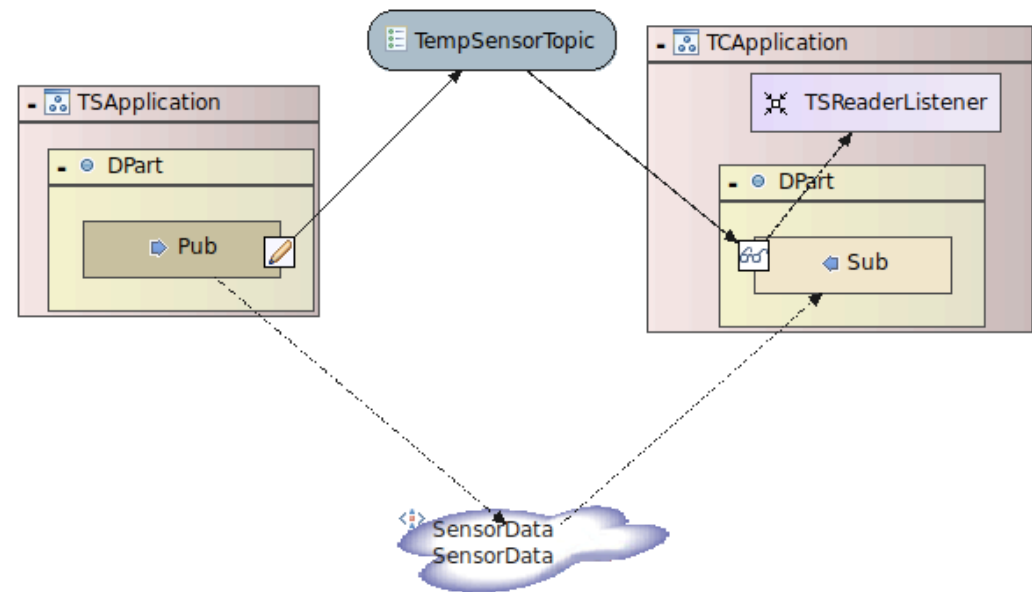 TempSensorTopic
TCApplication
TSReaderListener
TSApplication
DPart
DPart
Pub
Sub
SensorData
SensorData